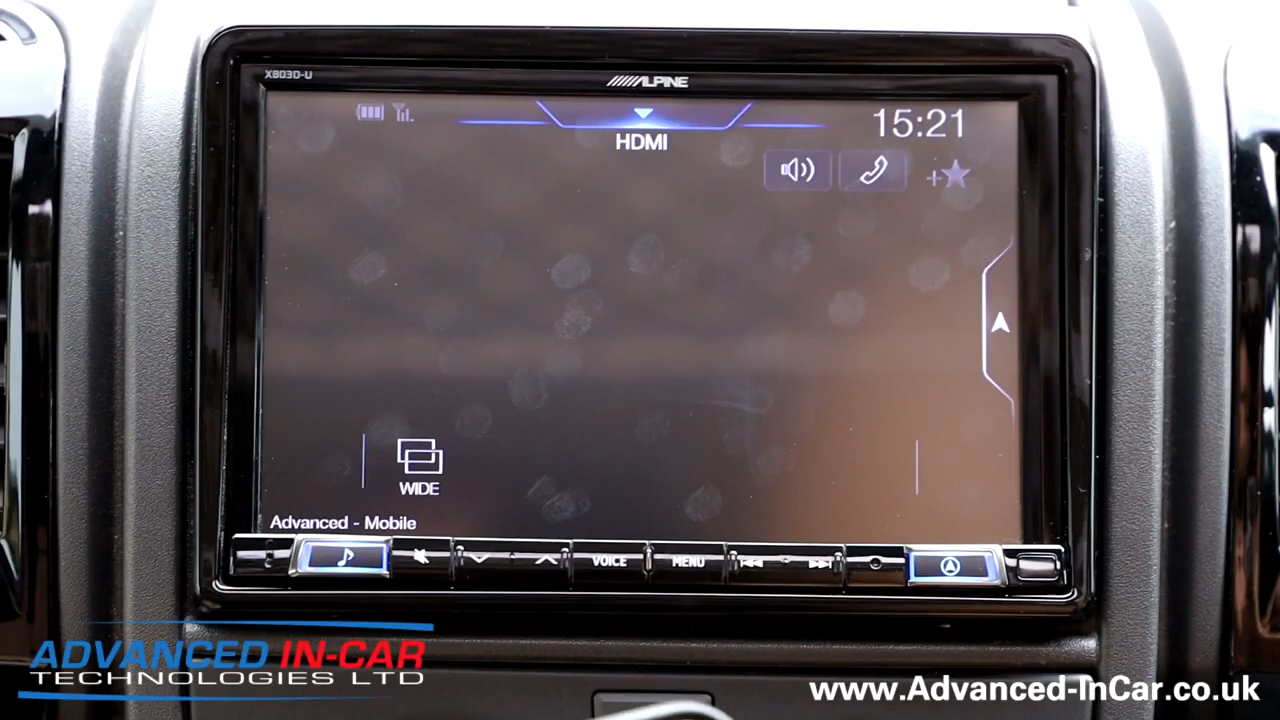 X803D-U
ALPINE
HDMI
15:21
WIDE
Advanced - Mobile
VOICE
MENU
ADVANCED IN-CAR
TECHNOLOGIES LTD
www.Advanced-InCar.co.uk